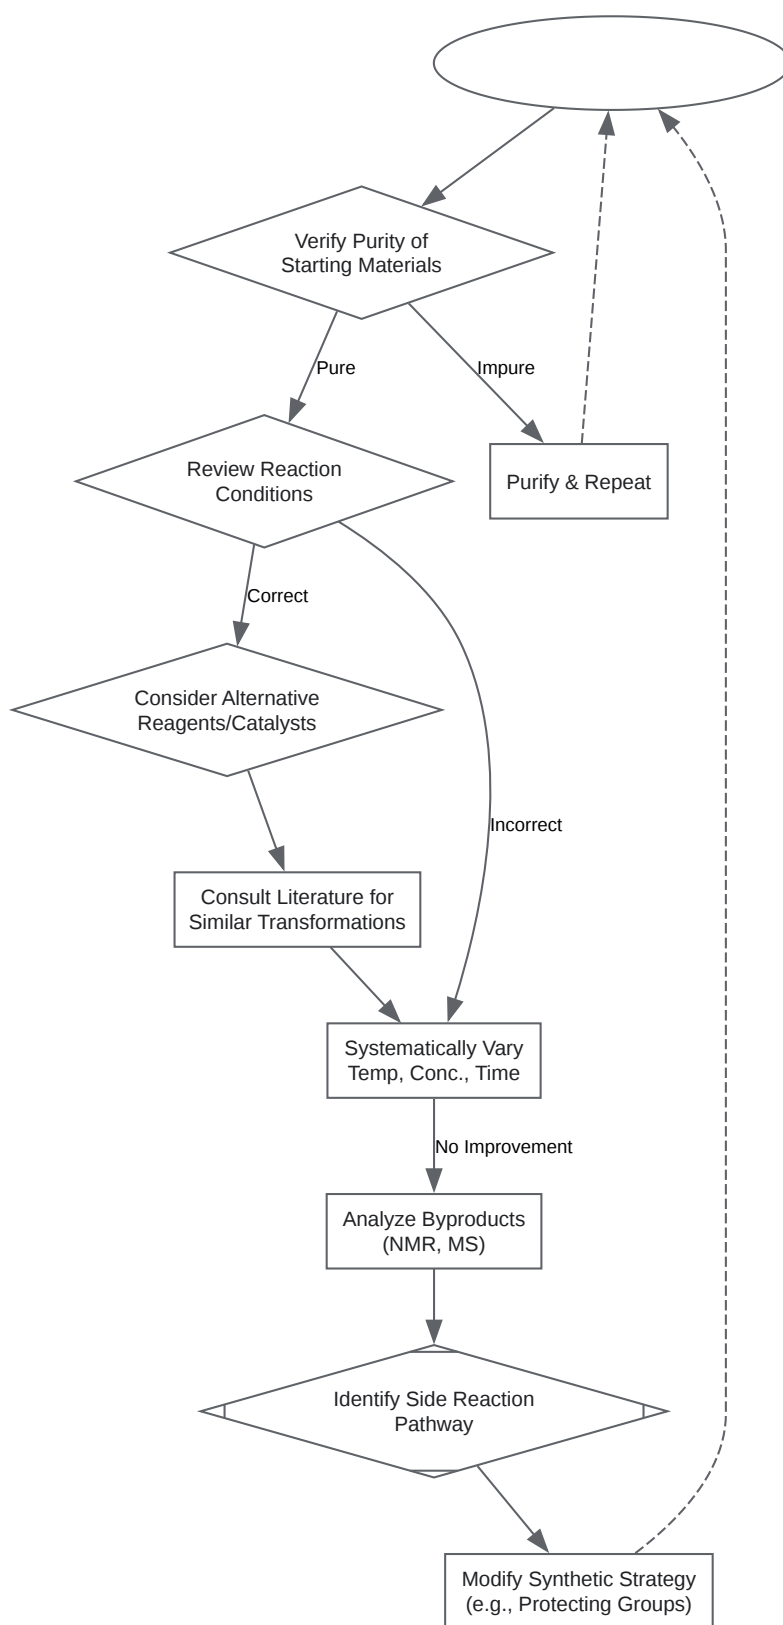 Verify Purity of
Starting Materials
Pure
Impure
Review Reaction
Conditions
Purify & Repeat
Correct
Consider Alternative
Reagents/Catalysts
Incorrect
Consult Literature for
Similar Transformations
Systematically Vary
Temp, Conc., Time
No Improvement
Analyze Byproducts
(NMR, MS)
Identify Side Reaction
Pathway
Modify Synthetic Strategy
(e.g., Protecting Groups)